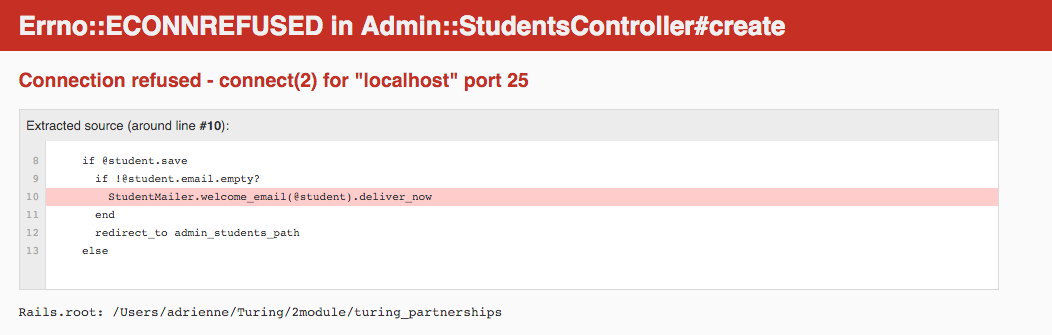 Errno::ECONNREFUSED in Admin::StudentsController#create
Connection refused - connect(2) for "localhost" port 25
Extracted source (around line #10):
8 if @student.save
9 if !@student.email.empty?
10 StudentMailer.welcome_email(@student).deliver_now
11 end
12 redirect_to admin_students_path
13 else
Rails.root: /Users/adrienne/Turing/2module/turing_partnerships